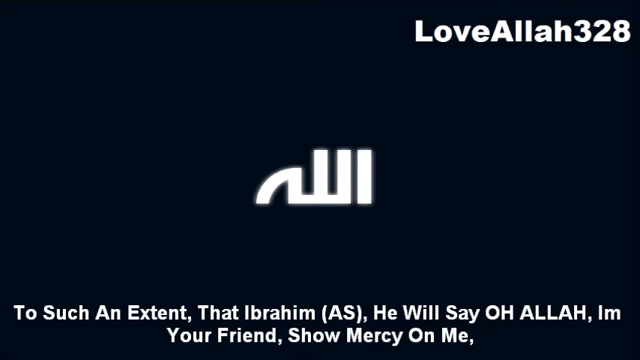 LoveAllah328
الله
To Such An Extent, That Ibrahim (AS), He Will Say OH ALLAH, Im
Your Friend, Show Mercy On Me,